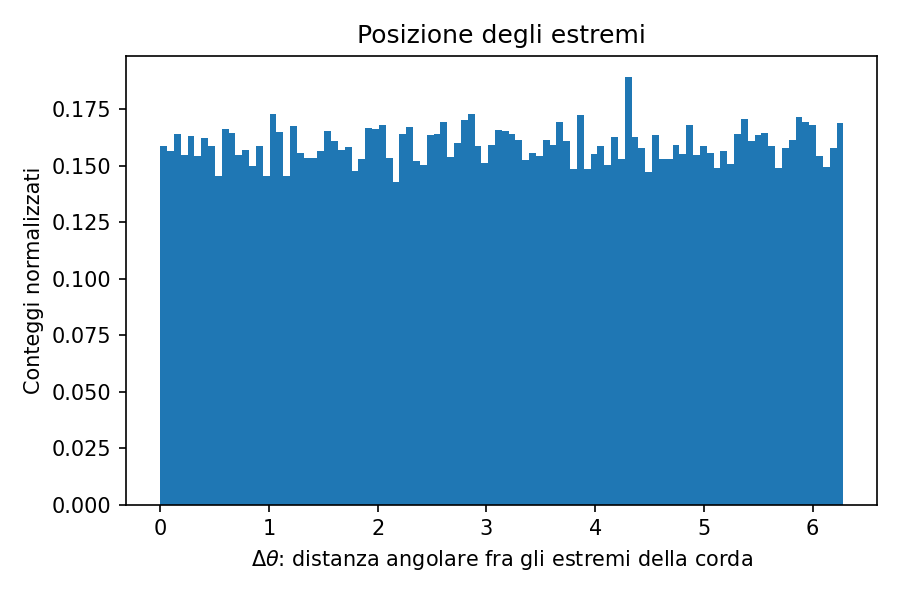 Posizione degli estremi
Conteggi normalizzati
0.175
0.150
0.125
0.100
0.075
0.050
0.025
0.000
0 1 2 3 4 5 6
Δθ: distanza angolare fra gli estremi della corda